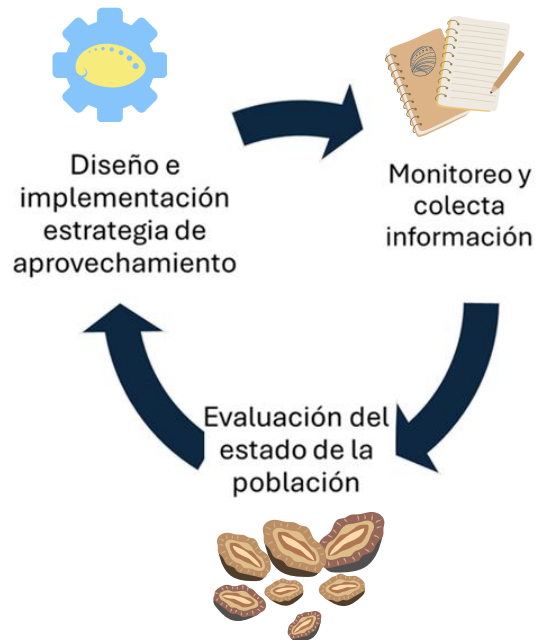 Diseño e
implementación
estrategia de
aprovechamiento
Monitoreo y
colecta
información
Evaluación del
estado de la
población